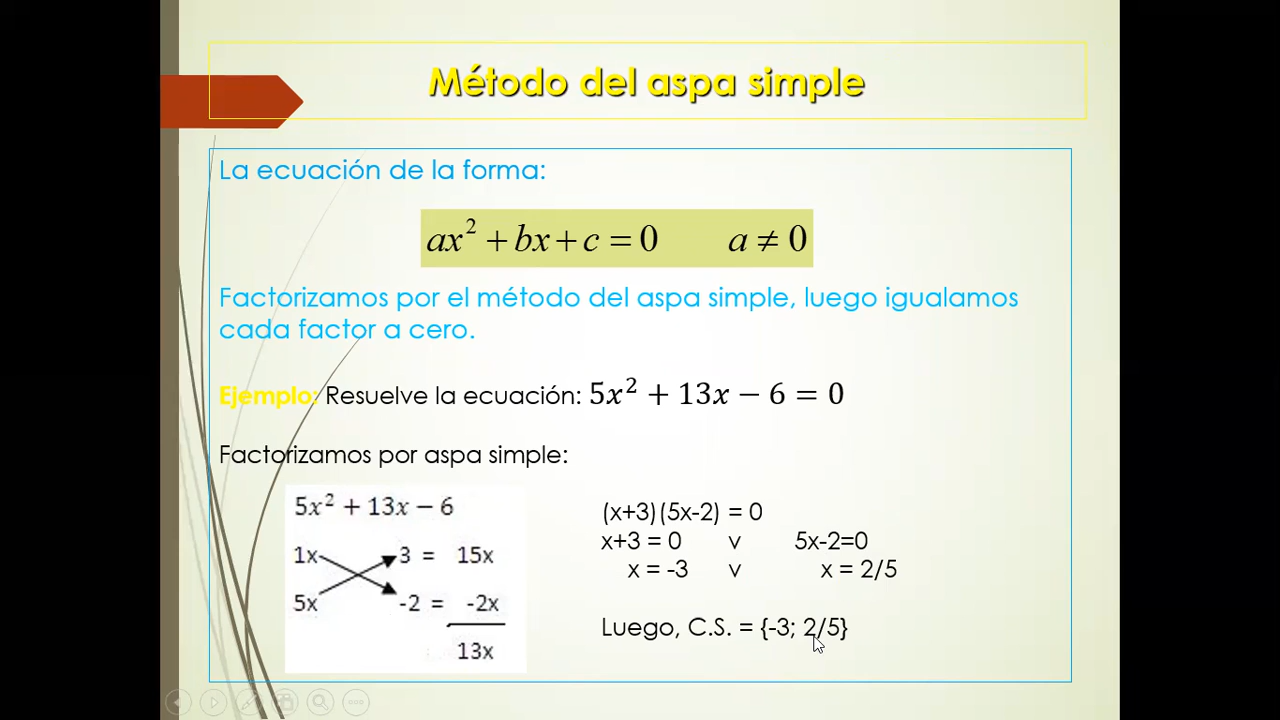 Método del aspa simple
La ecuación de la forma:
ax² + bx + c = 0 a ≠ 0
Factorizamos por el método del aspa simple, luego igualamos
cada factor a cero.
Ejemplo: Resuelve la ecuación: 5x² + 13x − 6 = 0
Factorizamos por aspa simple:
5x² + 13x − 6
1x 3 = 15x
5x -2 = -2x
13x
(x+3)(5x-2) = 0
x+3 = 0 v 5x-2=0
x = -3 v x = 2/5
Luego, C.S. = {-3; 2/5}